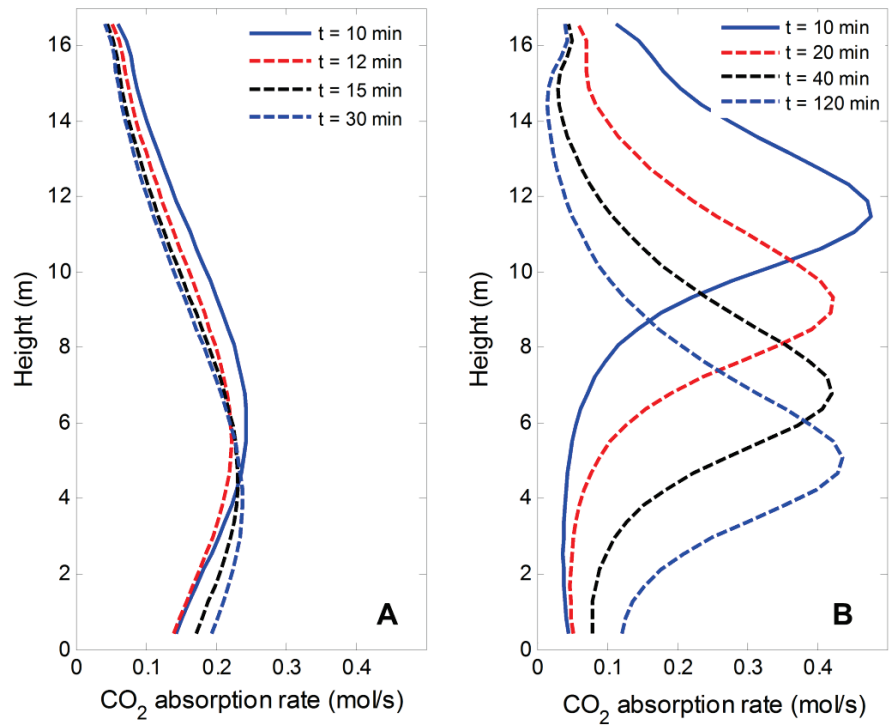 16
14
12
10
8
6
4
2
0
Height (m)
t = 10 min
t = 12 min
t = 15 min
t = 30 min
A
0 0.1 0.2 0.3 0.4
CO₂ absorption rate (mol/s)
16
14
12
10
8
6
4
2
0
Height (m)
t = 10 min
t = 20 min
t = 40 min
t = 120 min
B
0 0.1 0.2 0.3 0.4
CO₂ absorption rate (mol/s)